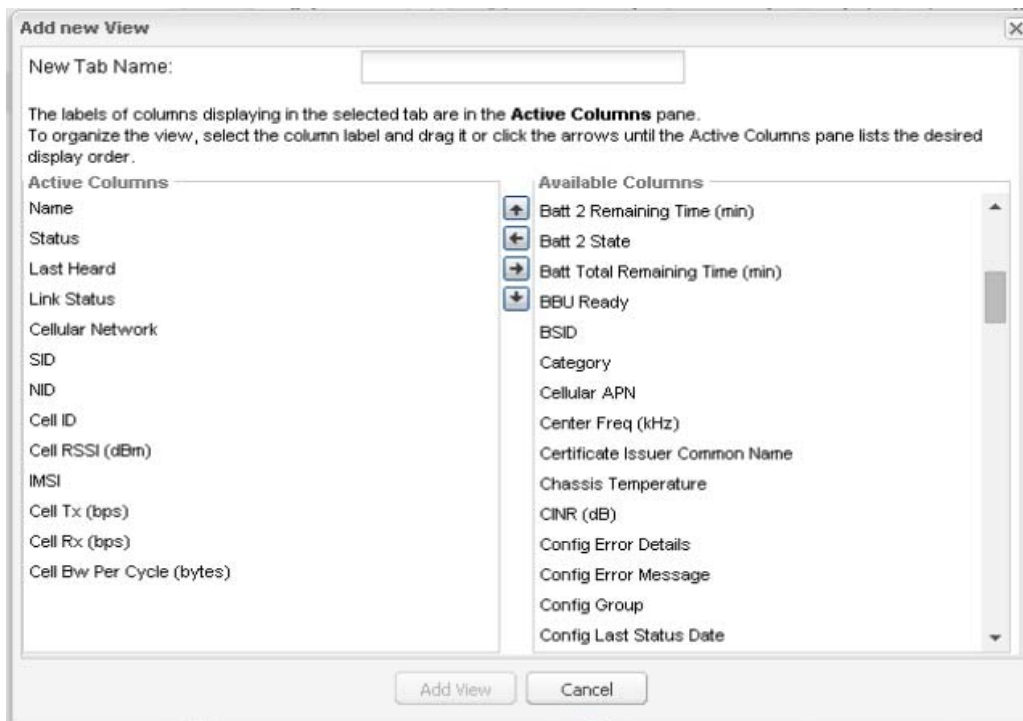 Add new View
New Tab Name:
The labels of columns displaying in the selected tab are in the Active Columns pane.
To organize the view, select the column label and drag it or click the arrows until the Active Columns pane lists the desired
display order.
Active Columns
Name
Status
Last Heard
Link Status
Cellular Network
SID
NID
Cell ID
Cell RSSI (dBm)
IMSI
Cell Tx (bps)
Cell Rx (bps)
Cell Bw Per Cycle (bytes)
Available Columns
Batt 2 Remaining Time (min)
Batt 2 State
Batt Total Remaining Time (min)
BBU Ready
BSID
Category
Cellular APN
Center Freq (kHz)
Certificate Issuer Common Name
Chassis Temperature
CINR (dB)
Config Error Details
Config Error Message
Config Group
Config Last Status Date
Add View
Cancel